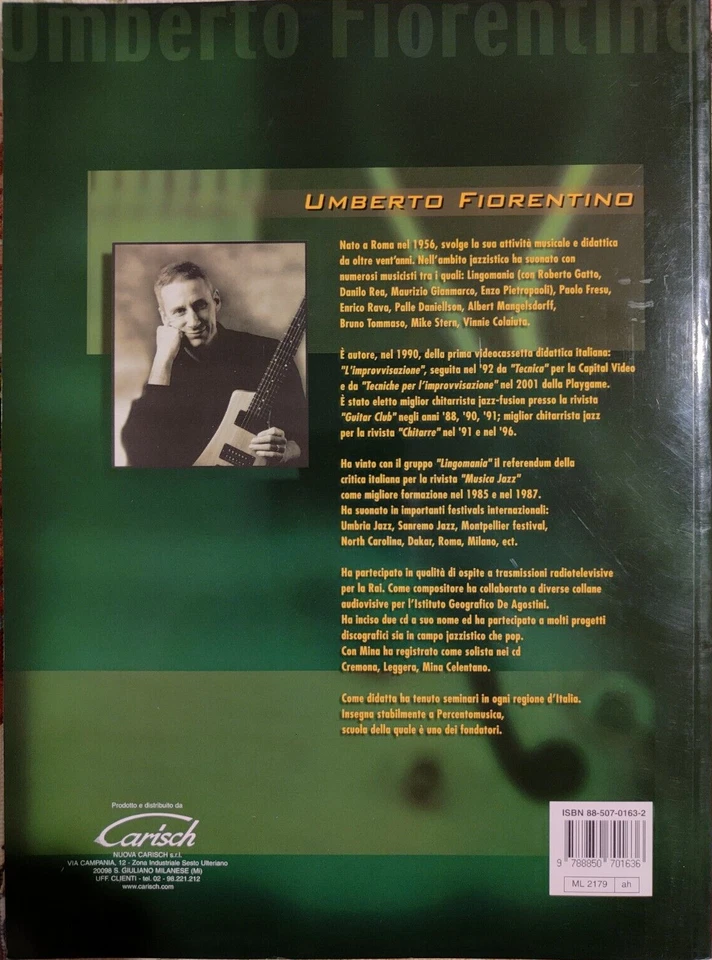 Umberto Fiorentino
UMBERTO FIORENTINO
Nato a Roma nel 1956, svolge la sua attività musicale e didattica
da oltre vent'anni. Nell'ambito jazzistico ha suonato con
numerosi musicisti tra i quali: Lingomania (con Roberto Gatto,
Danilo Rea, Maurizio Gianmarco, Enzo Pietropaoli), Paolo Fresu,
Enrico Rava, Palle Daniellson, Albert Mangelsdorff,
Bruno Tommaso, Mike Stern, Vinnie Colaiuta.
È autore, nel 1990, della prima videocassetta didattica italiana:
"L'improvvisazione", seguita nel '92 da "Tecnica" per la Capital Video
e da "Tecniche per l'improvvisazione" nel 2001 dalla Playgame.
È stato eletto miglior chitarrista jazz-fusion presso la rivista
"Guitar Club" negli anni '88, '90, '91; miglior chitarrista jazz
per la rivista "Chitarre" nel '91 e nel '96.
Ha vinto con il gruppo "Lingomania" il referendum della
critica italiana per la rivista "Musica Jazz"
come migliore formazione nel 1985 e nel 1987.
Ha suonato in importanti festivals internazionali:
Umbria Jazz, Sanremo Jazz, Montpellier festival,
North Carolina, Dakar, Roma, Milano, ect.
Ha partecipato in qualità di ospite a trasmissioni radiotelevisive
per la Rai. Come compositore ha collaborato a diverse collane
audiovisive per l'Istituto Geografico De Agostini.
Ha inciso due cd a suo nome ed ha partecipato a molti progetti
discografici sia in campo jazzistico che pop.
Con Mina ha registrato come solista nei cd
Cremona, Leggera, Mina Celentano.
Come didatta ha tenuto seminari in ogni regione d'Italia.
Insegna stabilmente a Percentomusica,
scuola della quale è uno dei fondatori.
Prodotto e distribuito da
Carisch
NUOVA CARISCH s.r.l.
VIA CAMPANIA, 12 - Zona Industriale Sesto Ulteriano
20098 S. GIULIANO MILANESE (MI)
UFF. CLIENTI - tel. 02 - 98.221.212
www.carisch.com
ISBN 88-507-0163-2
9 788850 701636
ML 2179 ah